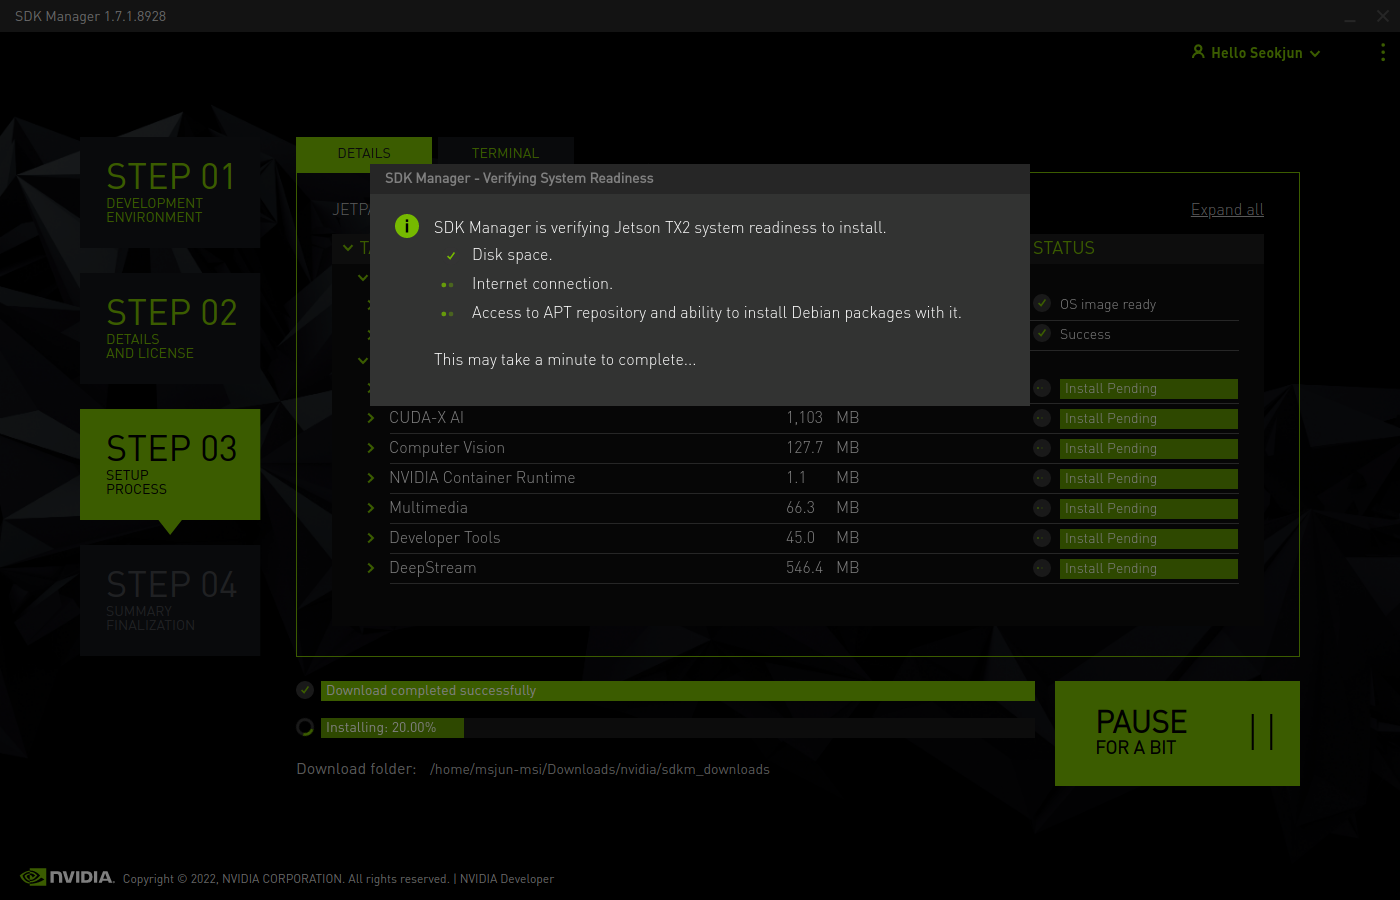 SDK Manager 1.7.1.8928
Hello Seokjun
STEP 01
DEVELOPMENT
ENVIRONMENT
STEP 02
DETAILS
AND LICENSE
STEP 03
SETUP
PROCESS
STEP 04
SUMMARY
FINALIZATION
DETAILS
TERMINAL
Expand all
STATUS
SDK Manager - Verifying System Readiness
SDK Manager is verifying Jetson TX2 system readiness to install.
Disk space.
Internet connection.
Access to APT repository and ability to install Debian packages with it.
This may take a minute to complete...
OS image ready
Success
Install Pending
CUDA-X AI 1,103 MB Install Pending
Computer Vision 127.7 MB Install Pending
NVIDIA Container Runtime 1.1 MB Install Pending
Multimedia 66.3 MB Install Pending
Developer Tools 45.0 MB Install Pending
DeepStream 546.4 MB Install Pending
Download completed successfully
Installing: 20.00%
Download folder: /home/msjun-msi/Downloads/nvidia/sdkm_downloads
PAUSE
FOR A BIT
NVIDIA. Copyright © 2022, NVIDIA CORPORATION. All rights reserved. | NVIDIA Developer